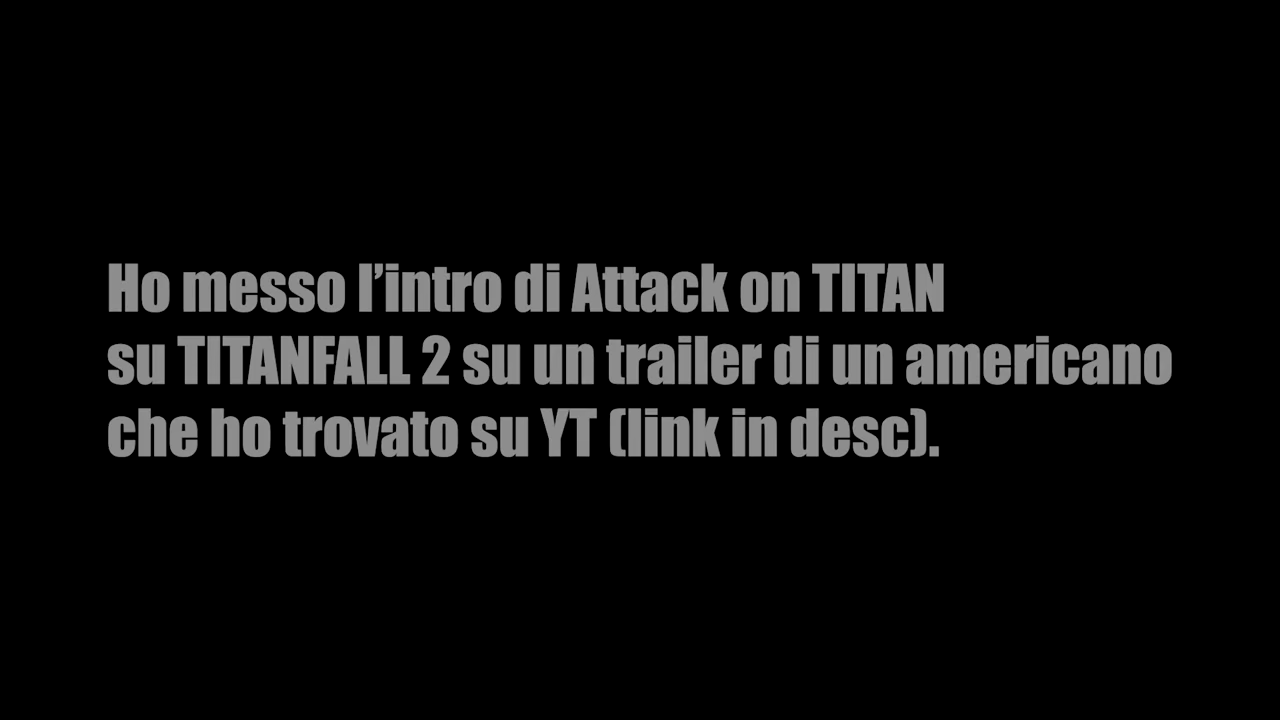 Ho messo l’intro di Attack on TITAN
su TITANFALL 2 su un trailer di un americano
che ho trovato su YT (link in desc).